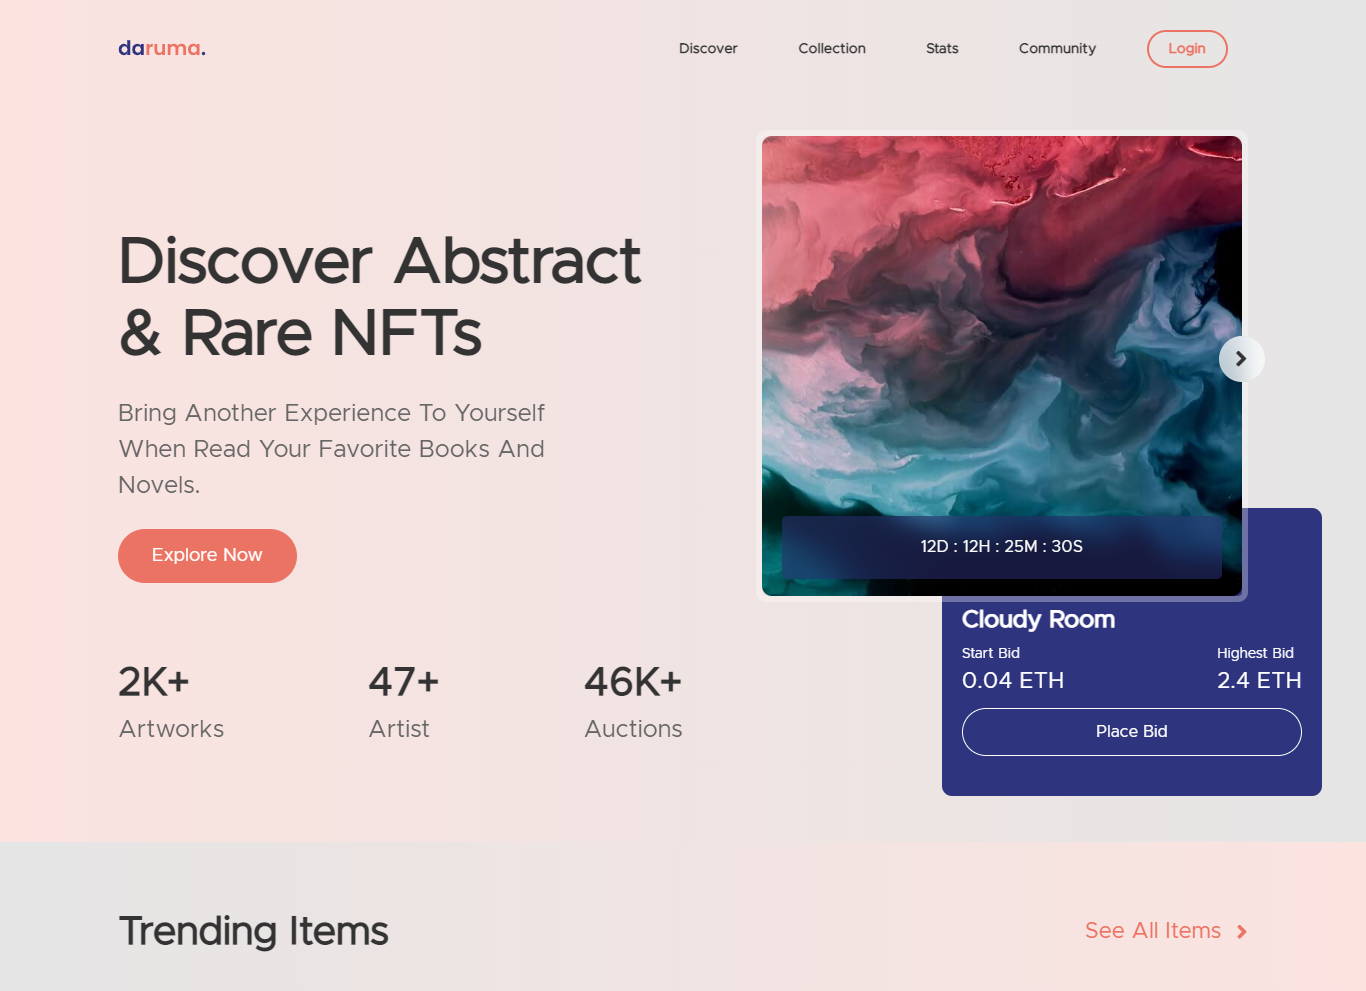 daruma.
Discover
Collection
Stats
Community
Login
Discover Abstract
& Rare NFTs
Bring Another Experience To Yourself
When Read Your Favorite Books And
Novels.
Explore Now
2K+
Artworks
47+
Artist
46K+
Auctions
12D : 12H : 25M : 30S
Cloudy Room
Start Bid
0.04 ETH
Highest Bid
2.4 ETH
Place Bid
Trending Items
See All Items